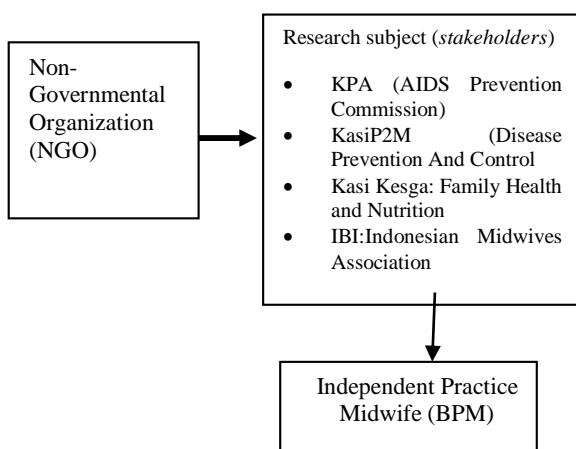 Non-
Governmental
Organization
(NGO)
Research subject (stakeholders)
• KPA (AIDS Prevention
Commission)
• KasiP2M (Disease
Prevention And Control
• Kasi Kesga: Family Health
and Nutrition
• IBI:Indonesian Midwives
Association
Independent Practice
Midwife (BPM)